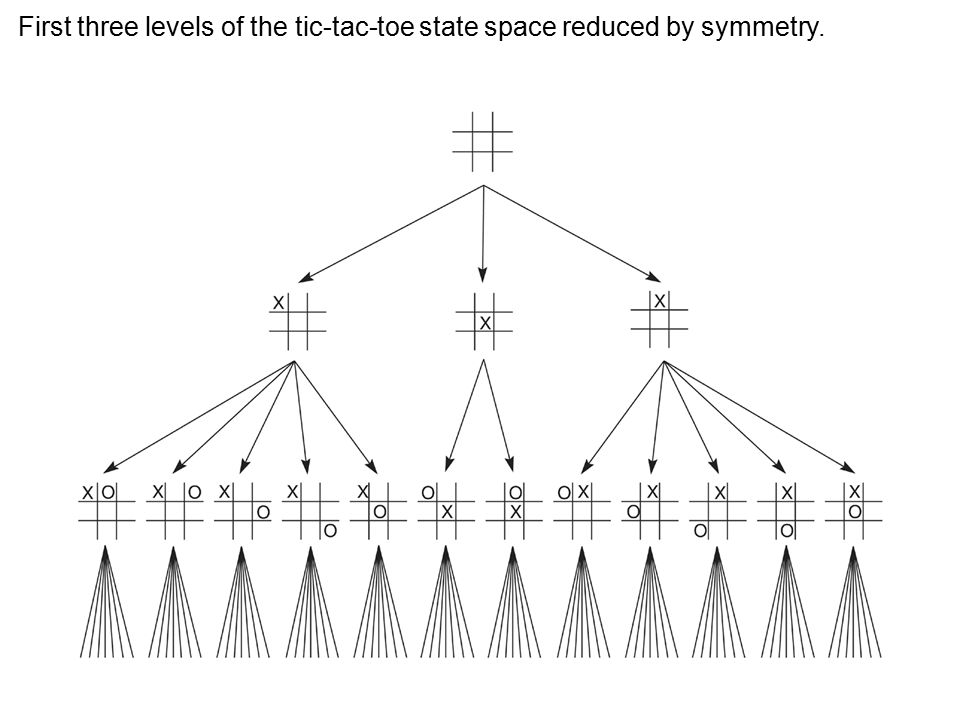 First three levels of the tic-tac-toe state space reduced by symmetry.
X
X
X
X O
X O
X
O
X
O
X
O
O
X
O
X
O X
X
O
X
O
X
O
X
O